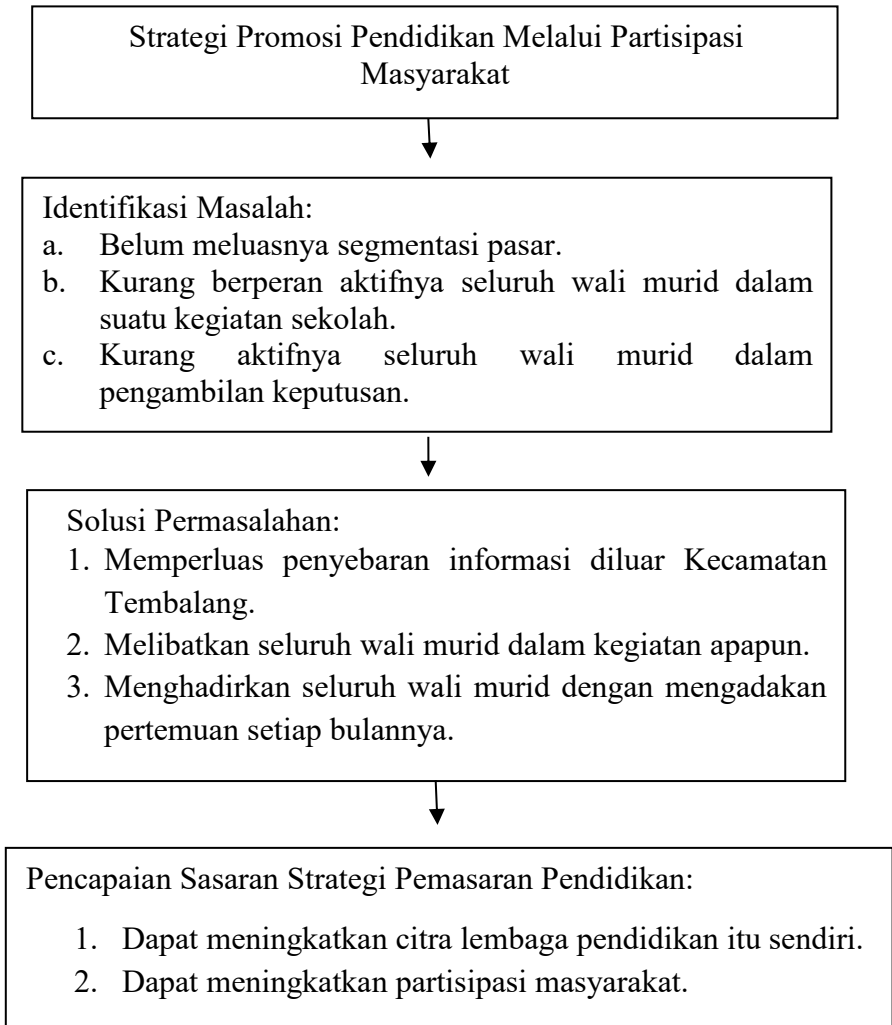 Strategi Promosi Pendidikan Melalui Partisipasi
Masyarakat
Identifikasi Masalah:
a. Belum meluasnya segmentasi pasar.
b. Kurang berperan aktifnya seluruh wali murid dalam
suatu kegiatan sekolah.
c. Kurang aktifnya seluruh wali murid dalam
pengambilan keputusan.
Solusi Permasalahan:
1. Memperluas penyebaran informasi diluar Kecamatan
Tembalang.
2. Melibatkan seluruh wali murid dalam kegiatan apapun.
3. Menghadirkan seluruh wali murid dengan mengadakan
pertemuan setiap bulannya.
Pencapaian Sasaran Strategi Pemasaran Pendidikan:
1. Dapat meningkatkan citra lembaga pendidikan itu sendiri.
2. Dapat meningkatkan partisipasi masyarakat.